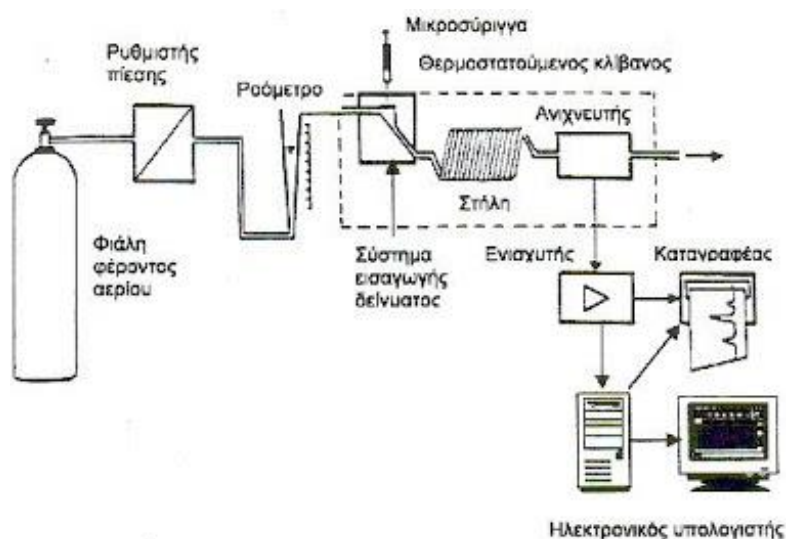 Μικροσύριγγα
Ρυθμιστής
πίεσης
Θερμοστατούμενος κλίβανος
Ροόμετρο
Ανιχνευτής
Στήλη
Φιάλη
φέροντος
αερίου
Σύστημα
εισαγωγής
δείγματος
Ενισχυτής
Καταγραφέας
Ηλεκτρονικός υπολογιστής